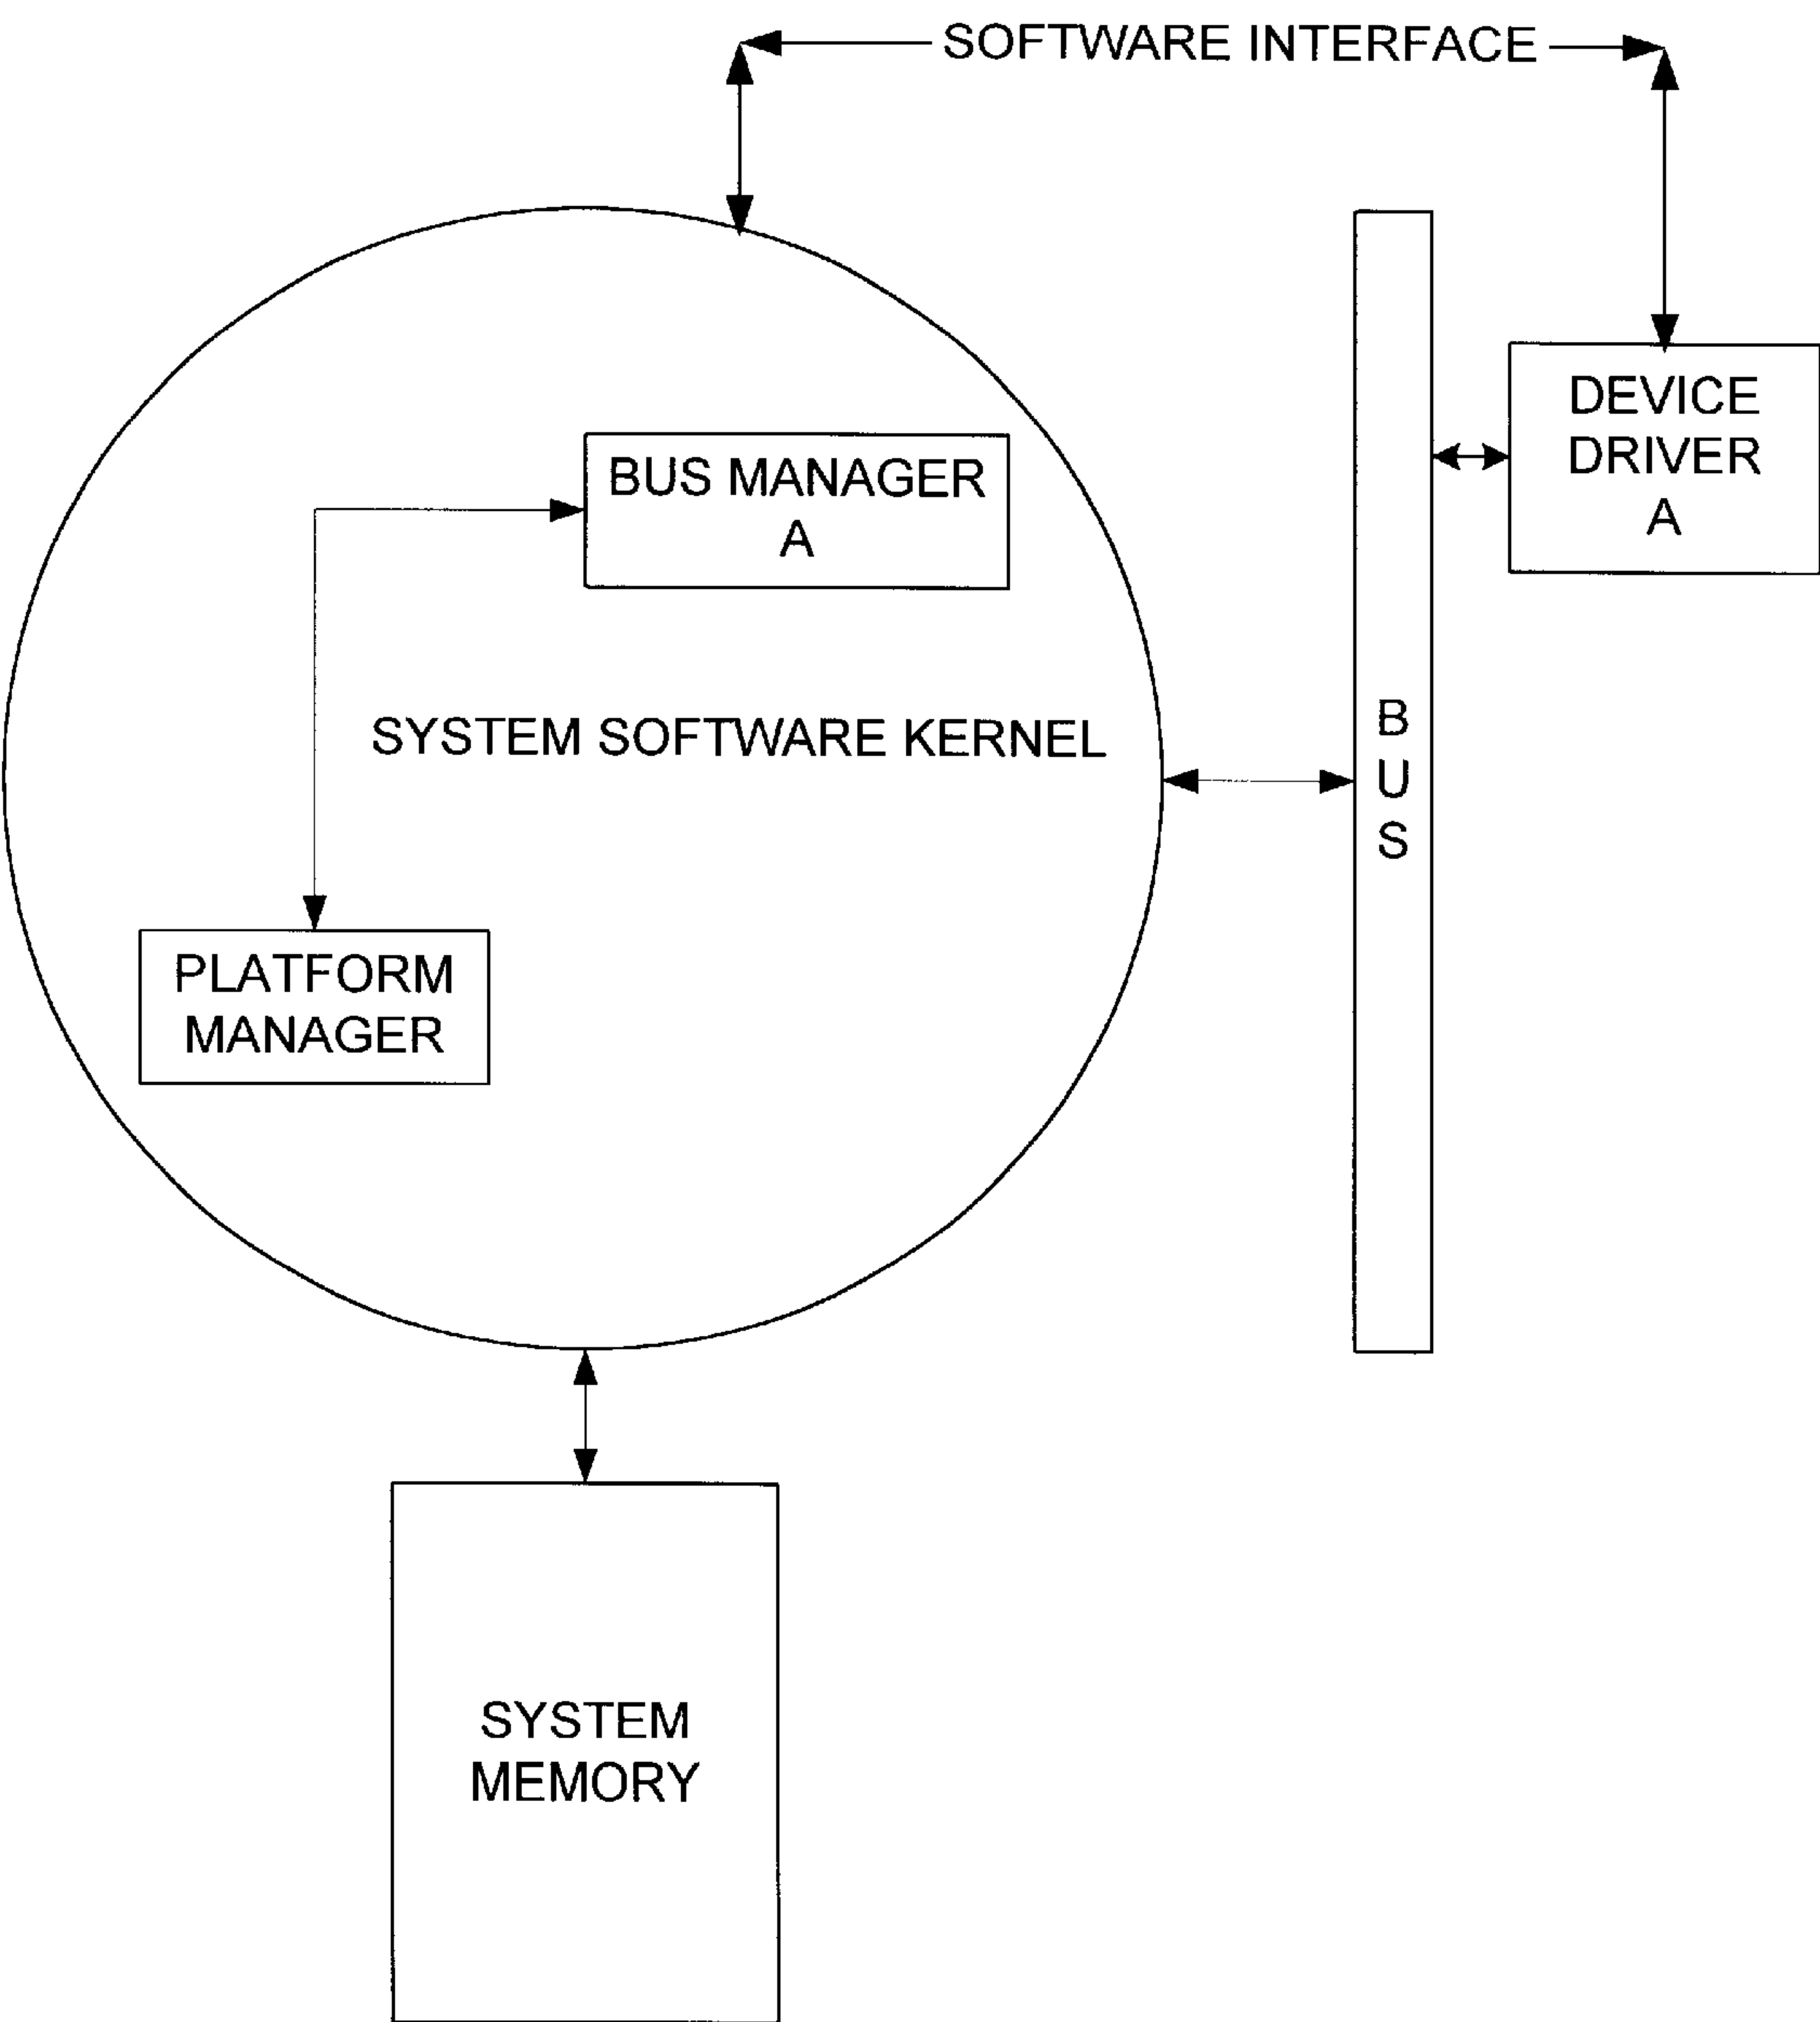 SOFTWARE INTERFACE
DEVICE
DRIVER
A
BUS MANAGER
A
SYSTEM SOFTWARE KERNEL
B
U
S
PLATFORM
MANAGER
SYSTEM
MEMORY